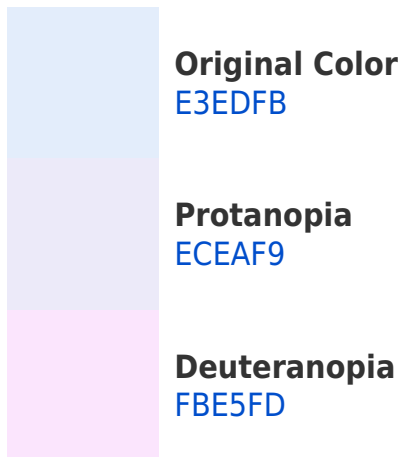 Original Color
E3EDFB
Protanopia
ECEAF9
Deuteranopia
FBE5FD